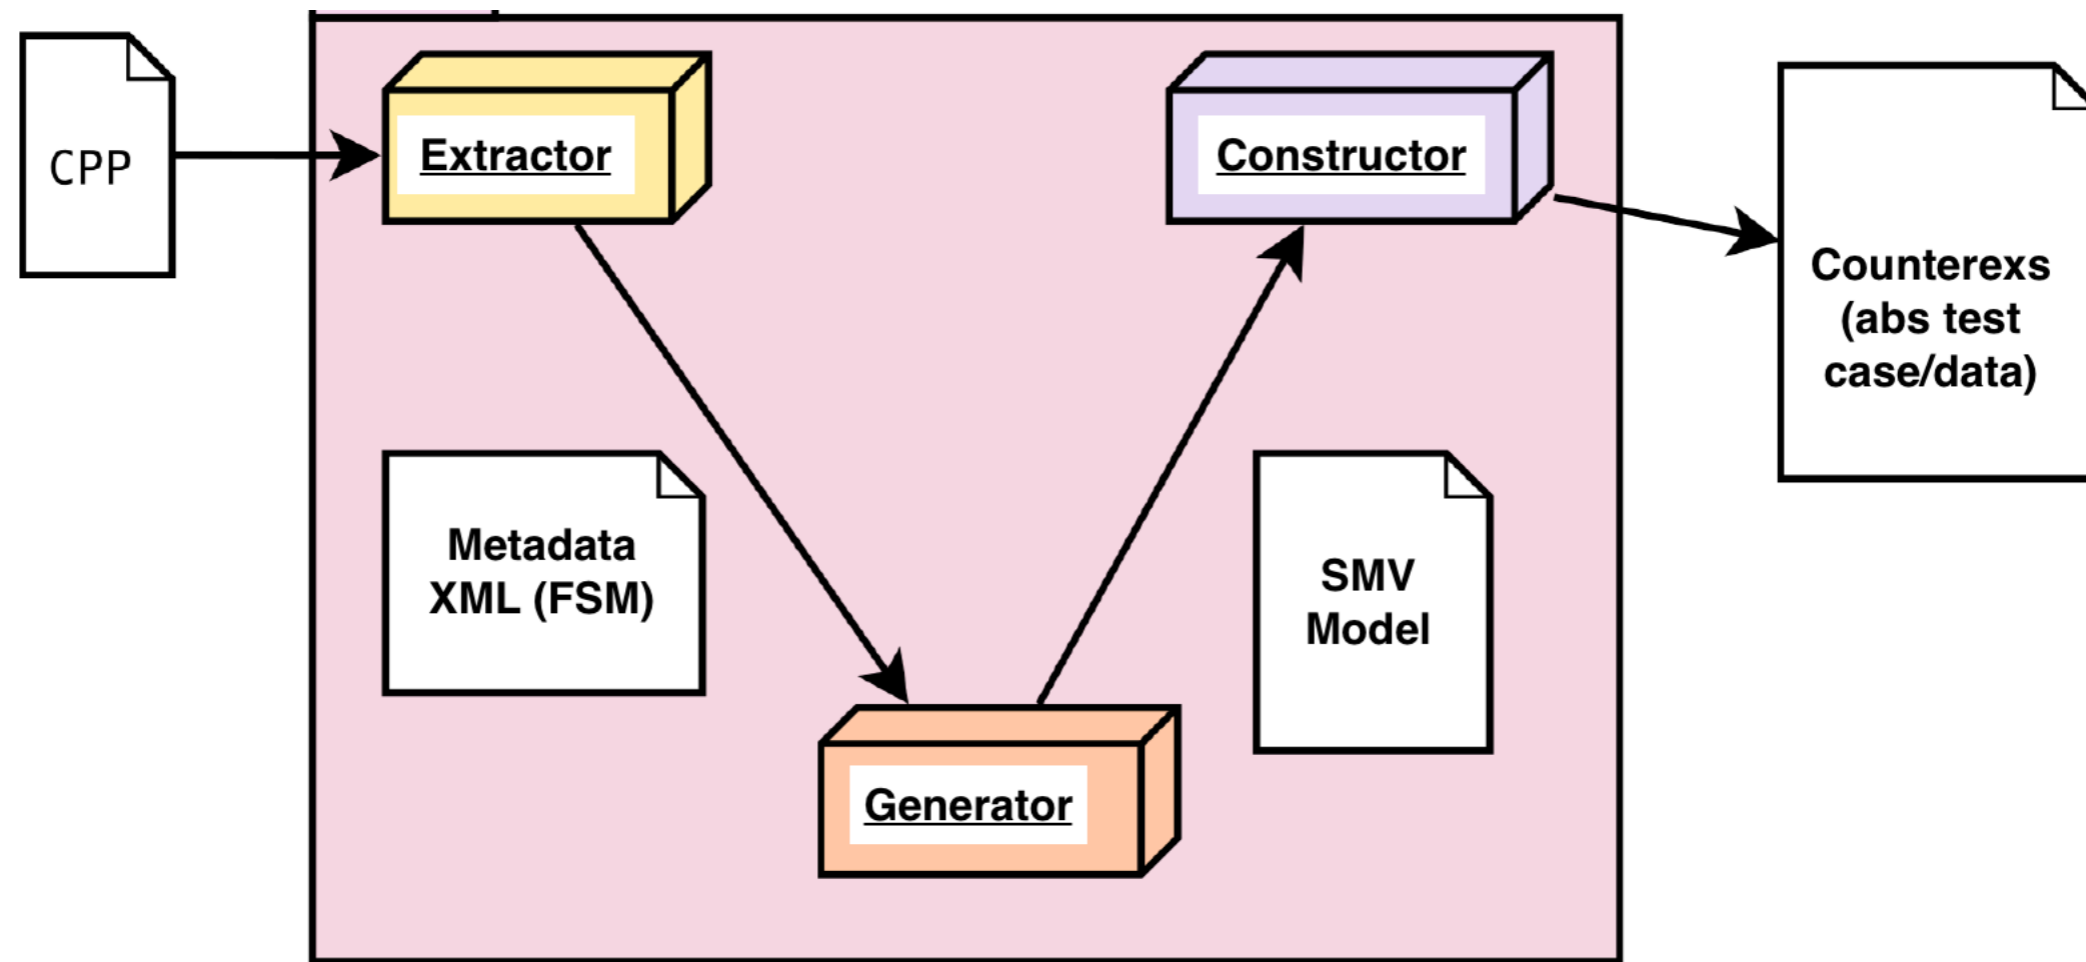 CPP
Extractor
Constructor
Counterexs
(abs test
case/data)
Metadata
XML (FSM)
SMV
Model
Generator